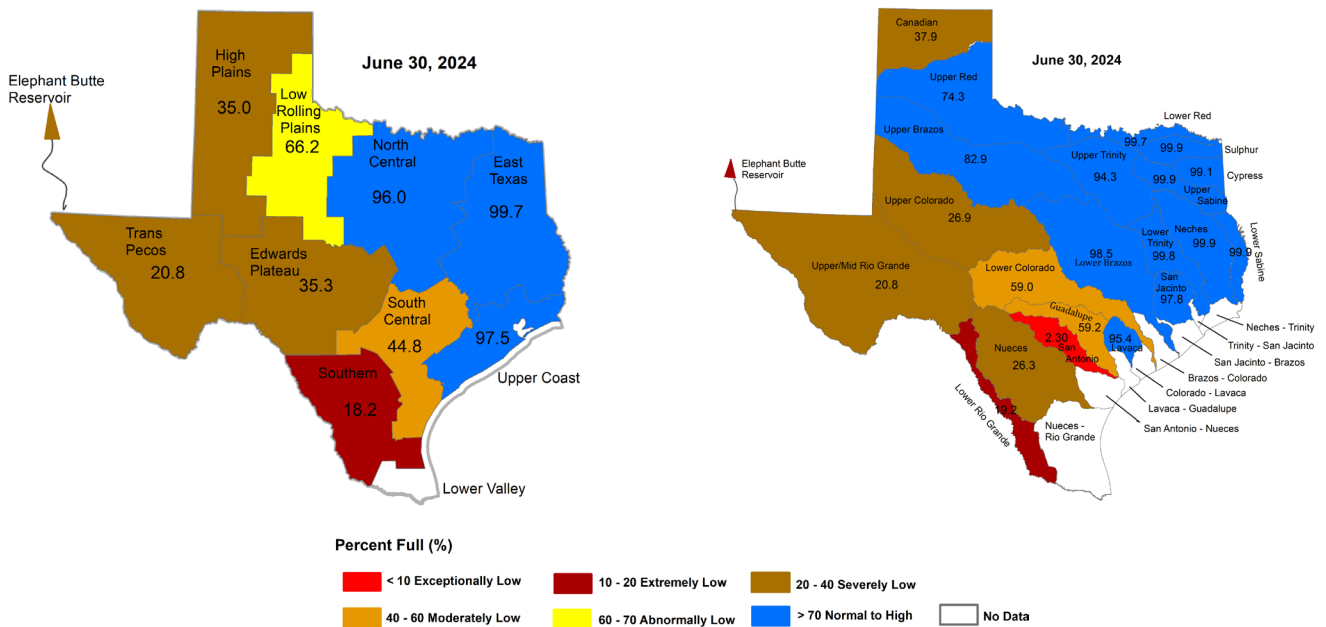 June 30, 2024
Elephant Butte
Reservoir
High
Plains
35.0
Low
Rolling
Plains
66.2
North
Central
96.0
East
Texas
99.7
Trans
Pecos
20.8
Edwards
Plateau
35.3
South
Central
44.8
97.5
Upper Coast
Southern
18.2
Lower Valley
June 30, 2024
Elephant Butte
Reservoir
Canadian
37.9
Upper Red
74.3
Lower Red
99.7
Sulphur
99.9
Upper Brazos
82.9
Upper Trinity
94.3
Cypress
99.1
99.9
Upper
Sabine
Upper Colorado
26.9
Neches
99.9
Lower
Trinity
99.8
Lower Sabine
99.9
98.5
Lower Brazos
San
Jacinto
97.8
Upper/Mid Rio Grande
20.8
Lower Colorado
59.0
Guadalupe
59.2
2.30
San
Antonio
95.4
Lavaca
Nueces
26.3
Lower Rio Grande
19.2
Nueces -
Rio Grande
Neches - Trinity
Trinity - San Jacinto
San Jacinto - Brazos
Brazos - Colorado
Colorado - Lavaca
Lavaca - Guadalupe
San Antonio - Nueces
Percent Full (%)
< 10 Exceptionally Low
10 - 20 Extremely Low
20 - 40 Severely Low
40 - 60 Moderately Low
60 - 70 Abnormally Low
> 70 Normal to High
No Data